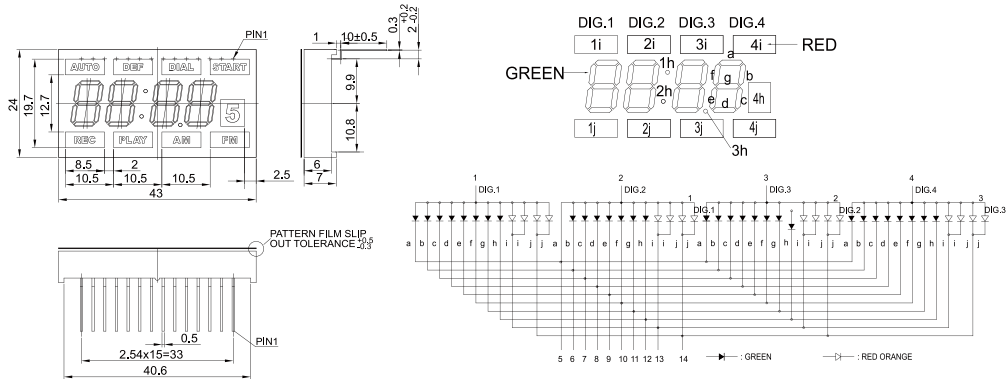 PIN1
AUTO DEF DIAL START
5
REC PLAY AM FM
24
19.7
12.7
8.5 2
10.5 10.5 10.5
2.5
43
1 10±0.5
0.3
2 +0.2 -0.2
9.9
10.8
6
7
DIG.1 DIG.2 DIG.3 DIG.4
1i 2i 3i 4i RED
GREEN
a
1h f g b
2h e d c 4h
1j 2j 3j 4j
3h
PATTERN FILM SLIP
OUT TOLERANCE +0.5 -0.3
0.5
PIN1
2.54x15=33
40.6
1 2 3 4
DIG.1 DIG.2 DIG.3 DIG.4
1 2 3
DIG.1 DIG.2 DIG.3
a b c d e f g h i i j j a b c d e f g h i i j j a b c d e f g h i i j j a b c d e f g h i i j j
5 6 7 8 9 10 11 12 13 14
: GREEN : RED ORANGE